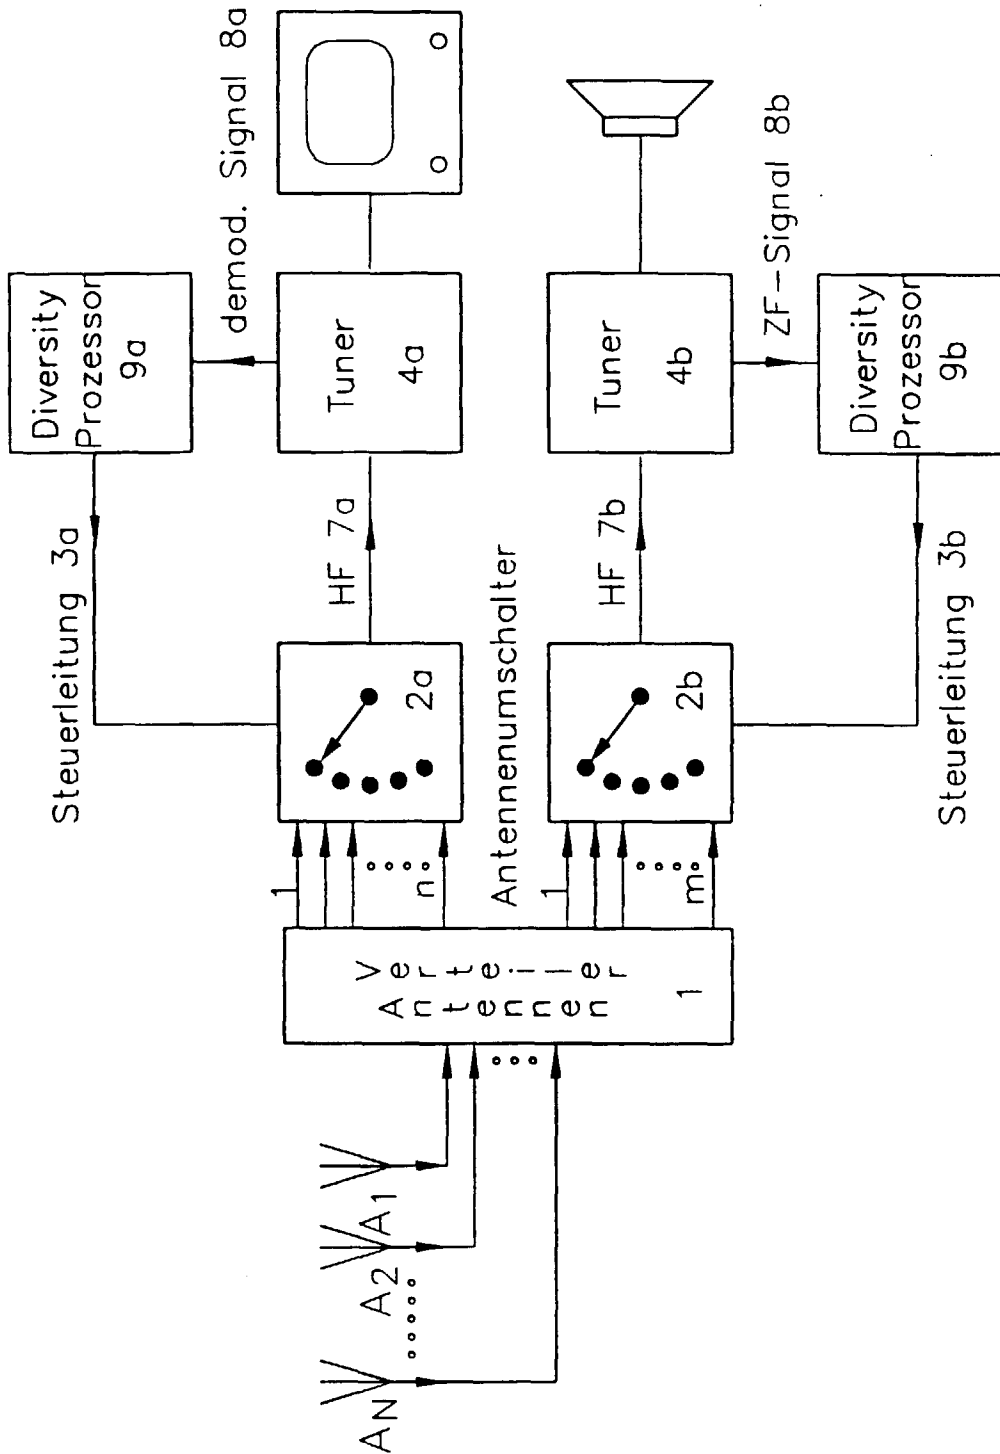 AN
A2
A1
Verteiler
Antennen
1
1
n
1
m
Antennenumschalter
2a
2b
Steuerleitung 3a
HF 7a
HF 7b
Steuerleitung 3b
Diversity
Prozessor
9a
Tuner
4a
Tuner
4b
Diversity
Prozessor
9b
demod. Signal 8a
ZF-Signal 8b